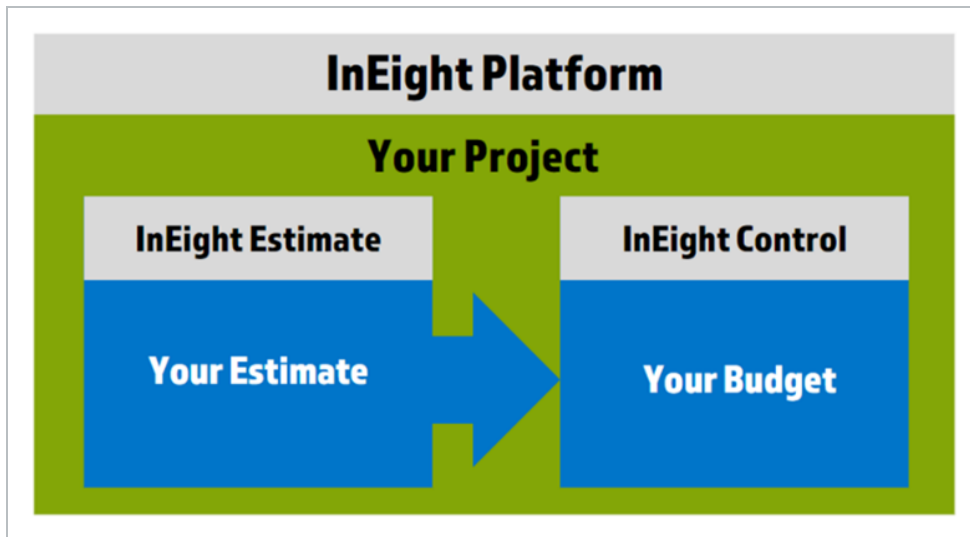 InEight Platform
Your Project
InEight Estimate
InEight Control
Your Estimate
Your Budget